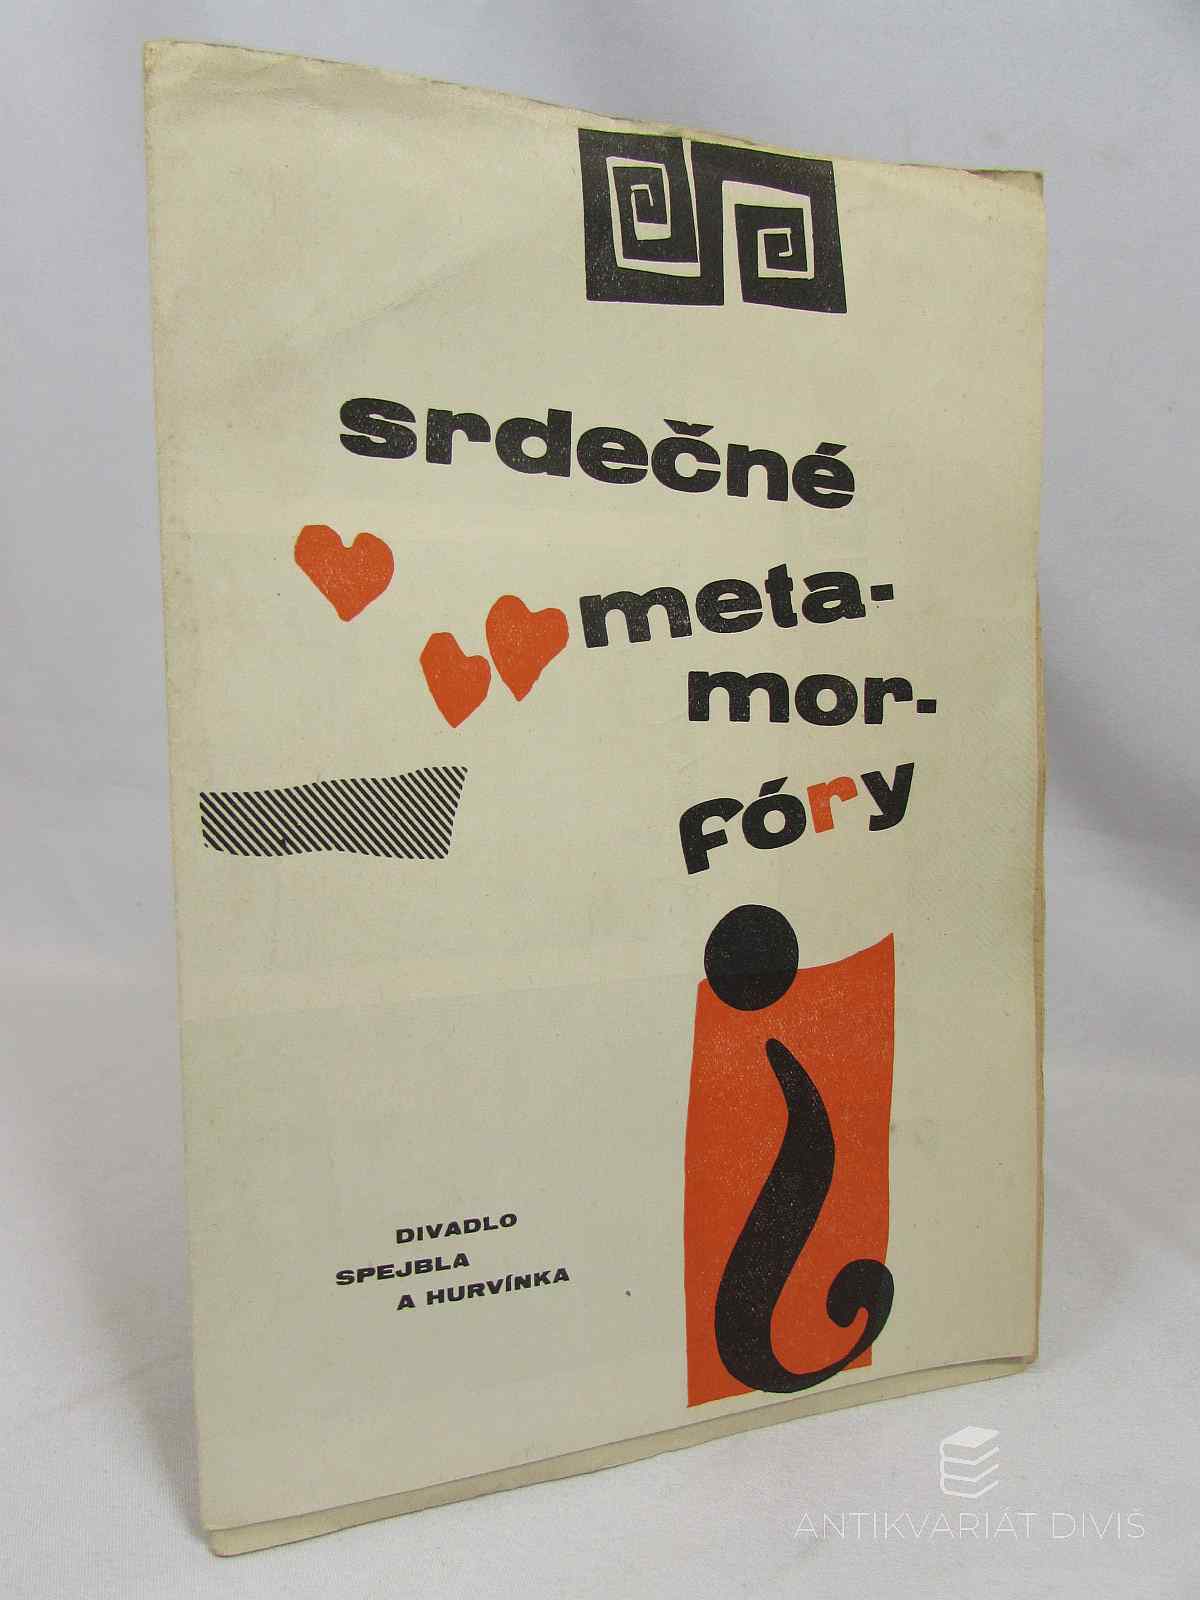 srdečné
meta-
mor-
fóry
DIVADLO
SPEJBLA
A HURVÍNKA
ANTIKVARIÁT DIVIŠ